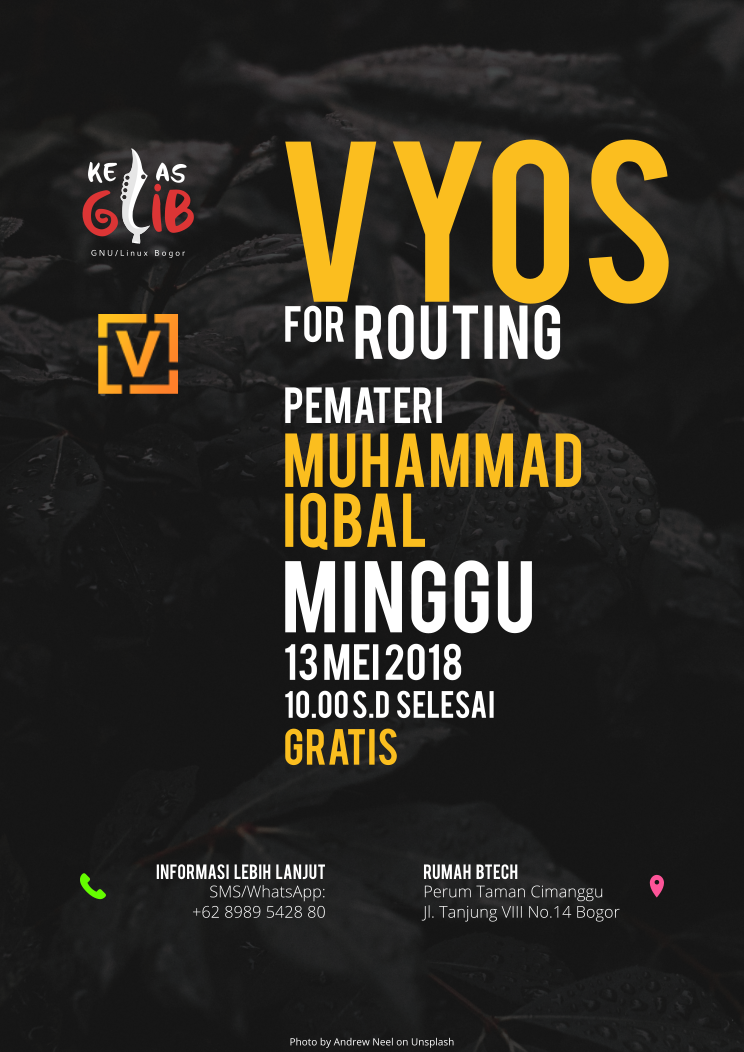 KELAS
GLiB
GNU/Linux Bogor
V
VYOS
FOR ROUTING
PEMATERI
MUHAMMAD
IQBAL
MINGGU
13 MEI 2018
10.00 S.D SELESAI
GRATIS
INFORMASI LEBIH LANJUT
SMS/WhatsApp:
+62 8989 5428 80
RUMAH BTECH
Perum Taman Cimanggu
Jl. Tanjung VIII No.14 Bogor
Photo by Andrew Neel on Unsplash